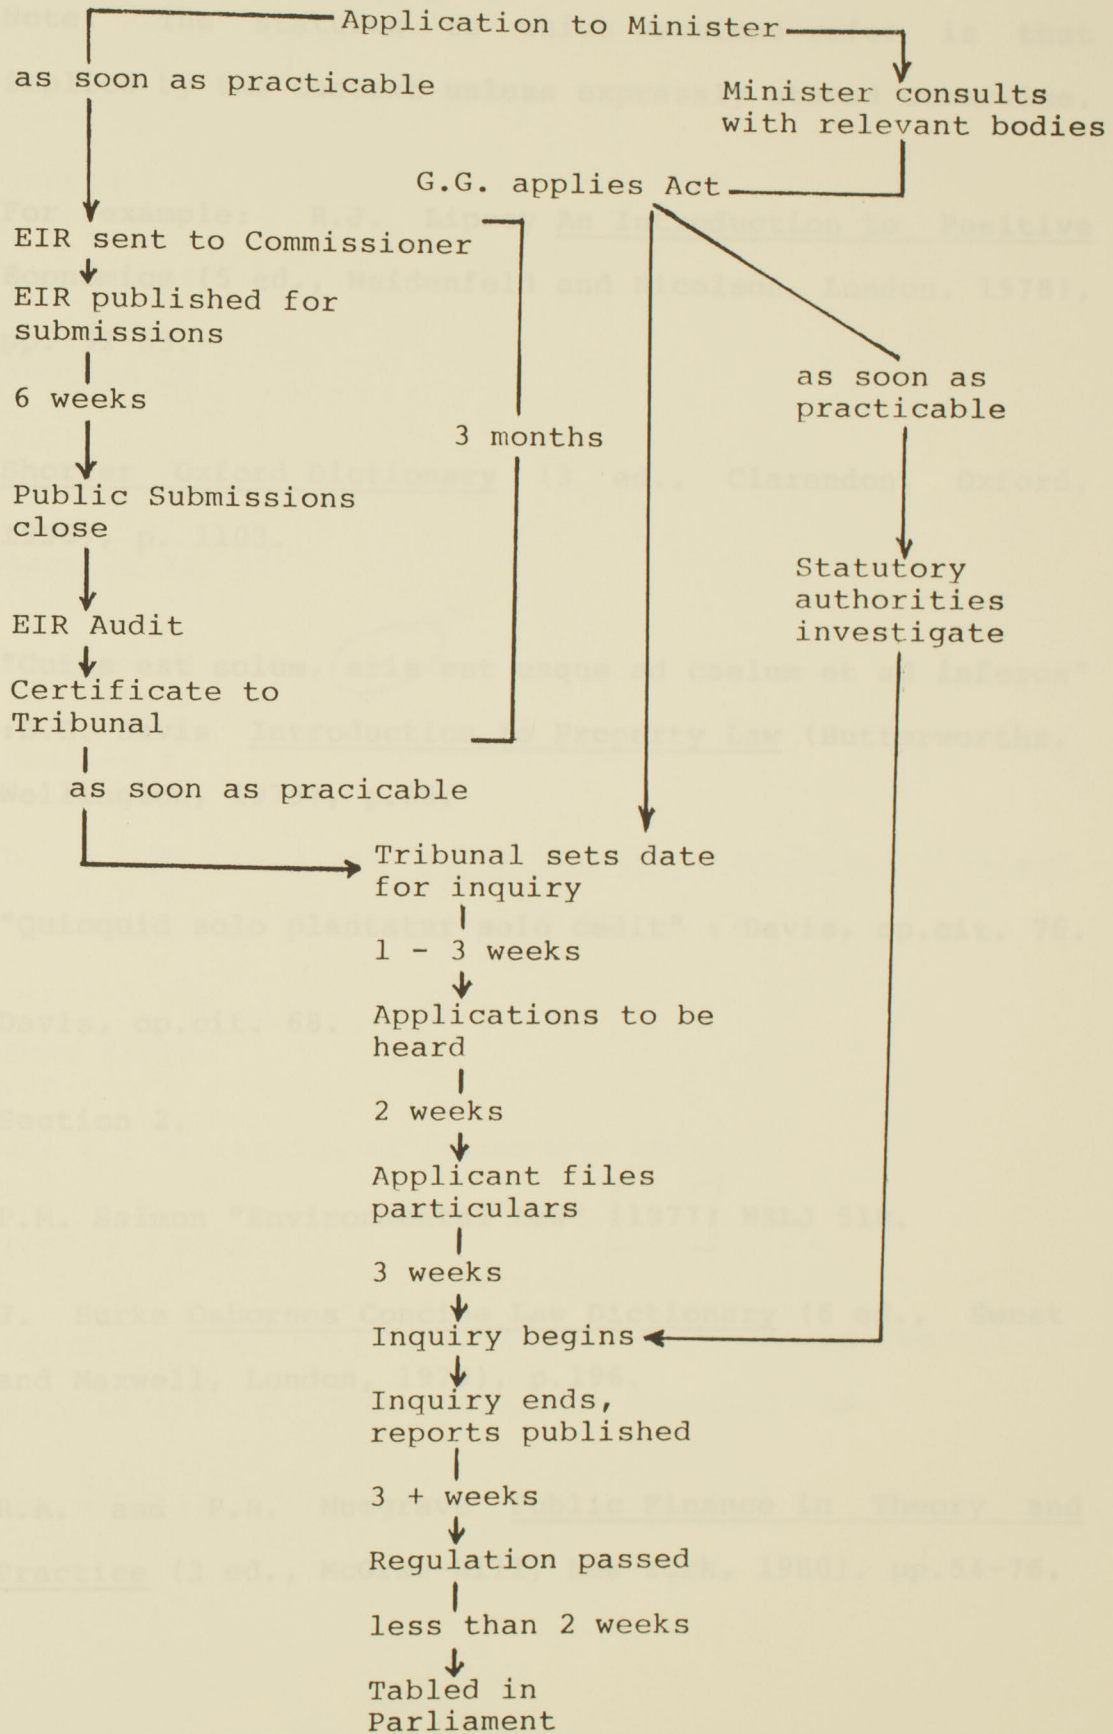 Application to Minister
as soon as practicable
Minister consults
with relevant bodies
G.G. applies Act
EIR sent to Commissioner
EIR published for
submissions
6 weeks
3 months
as soon as
practicable
Public Submissions
close
Statutory
authorities
investigate
EIR Audit
Certificate to
Tribunal
as soon as pracicable
Tribunal sets date
for inquiry
1 - 3 weeks
Applications to be
heard
2 weeks
Applicant files
particulars
3 weeks
Inquiry begins
Inquiry ends,
reports published
3 + weeks
Regulation passed
less than 2 weeks
Tabled in
Parliament